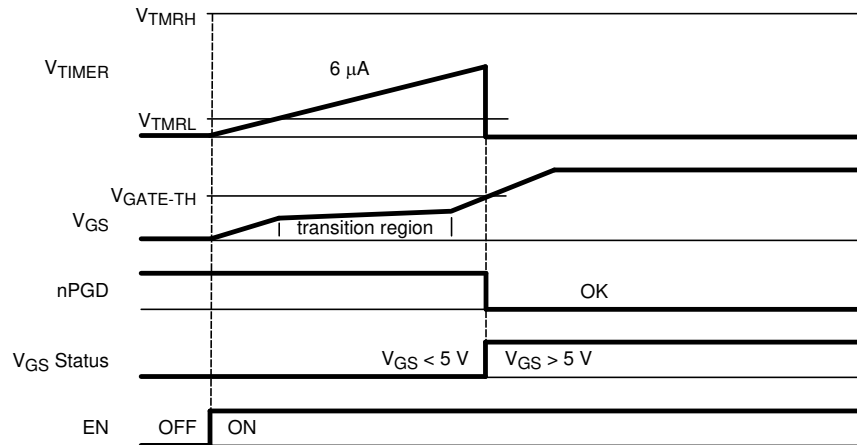 VTMRH
VTIMER
6 μA
VTMRL
VGATE-TH
VGS
transition region
nPGD
OK
VGS Status
VGS < 5 V
VGS > 5 V
EN
OFF
ON